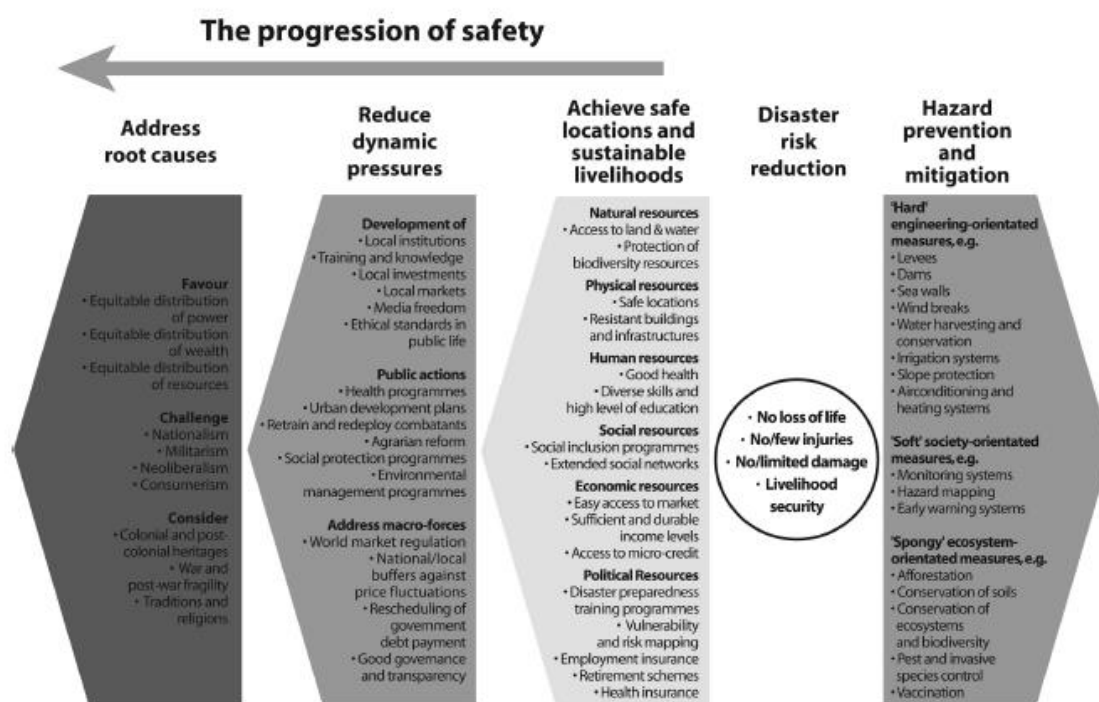 The progression of safety
Address
root causes
Reduce
dynamic
pressures
Achieve safe
locations and
sustainable
livelihoods
Disaster
risk
reduction
Hazard
prevention
and
mitigation
Favour
• Equitable distribution
of power
• Equitable distribution
of wealth
• Equitable distribution
of resources
Challenge
• Nationalism
• Militarism
• Neoliberalism
• Consumerism
Consider
• Colonial and post-
colonial heritages
• War and
post-war fragility
• Traditions and
religions
Development of
• Local institutions
• Training and knowledge
• Local investments
• Local markets
• Media freedom
• Ethical standards in
public life
Public actions
• Health programmes
• Urban development plans
• Retrain and redeploy combatants
• Agrarian reform
• Social protection programmes
• Environmental
management programmes
Address macro-forces
• World market regulation
• National/local
buffers against
price fluctuations
• Rescheduling of
government
debt payment
• Good governance
and transparency
Natural resources
• Access to land & water
• Protection of
biodiversity resources
Physical resources
• Safe locations
• Resistant buildings
and infrastructures
Human resources
• Good health
• Diverse skills and
high level of education
Social resources
• Social inclusion programmes
• Extended social networks
Economic resources
• Easy access to market
• Sufficient and durable
income levels
• Access to micro-credit
Political Resources
• Disaster preparedness
training programmes
• Vulnerability
and risk mapping
• Employment insurance
• Retirement schemes
• Health insurance
• No loss of life
• No/few injuries
• No/limited damage
• Livelihood
security
'Hard'
engineering-orientated
measures, e.g.
• Levees
• Dams
• Sea walls
• Wind breaks
• Water harvesting and
conservation
• Irrigation systems
• Slope protection
• Airconditioning and
heating systems
'Soft' society-orientated
measures, e.g.
• Monitoring systems
• Hazard mapping
• Early warning systems
'Spongy' ecosystem-
orientated measures, e.g.
• Afforestation
• Conservation of soils
• Conservation of
ecosystems
and biodiversity
• Pest and invasive
species control
• Vaccination